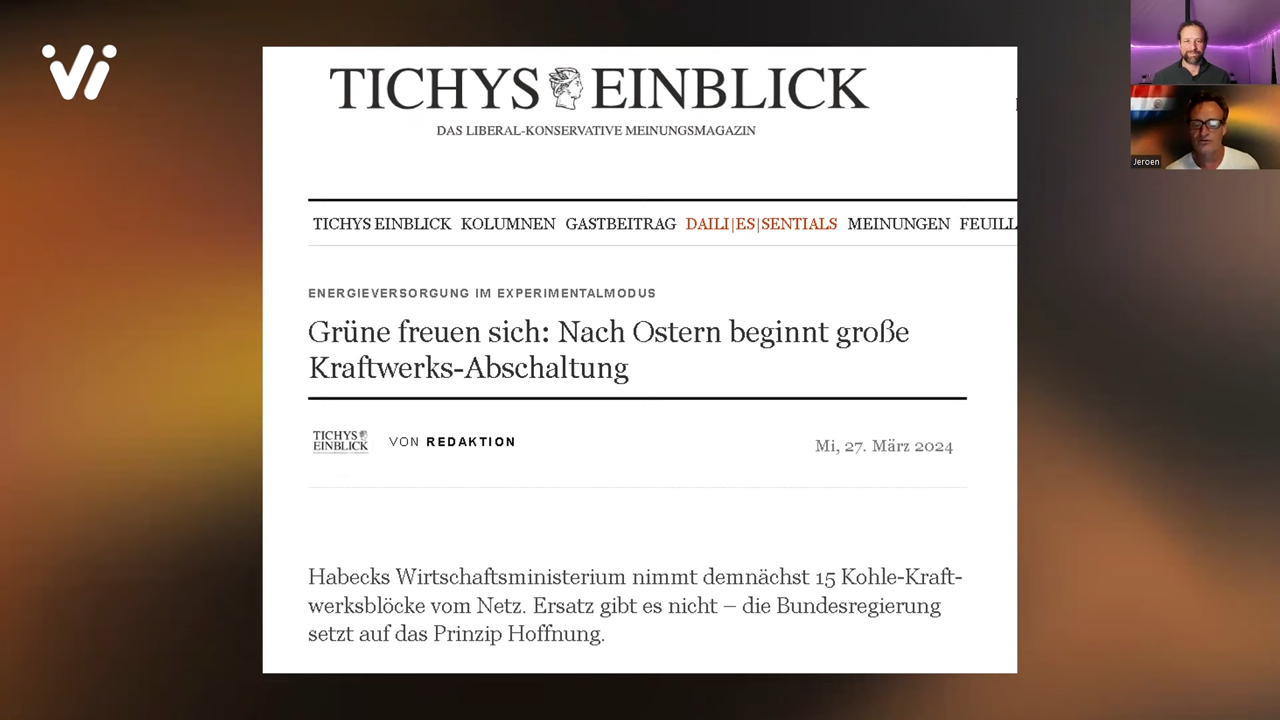 Vi
TICHYS EINBLICK
DAS LIBERAL-KONSERVATIVE MEINUNGSMAGAZIN
TICHYS EINBLICK KOLUMNEN GASTBEITRAG DAILI|ES|SENTIALS MEINUNGEN FEUILL
ENERGIEVERSORGUNG IM EXPERIMENTALMODUS
Grüne freuen sich: Nach Ostern beginnt große
Kraftwerks-Abschaltung
TICHYS
EINBLICK
VON REDAKTION
Mi, 27. März 2024
Habecks Wirtschaftsministerium nimmt demnächst 15 Kohle-Kraft-
werksblöcke vom Netz. Ersatz gibt es nicht – die Bundesregierung
setzt auf das Prinzip Hoffnung.
Jeroen